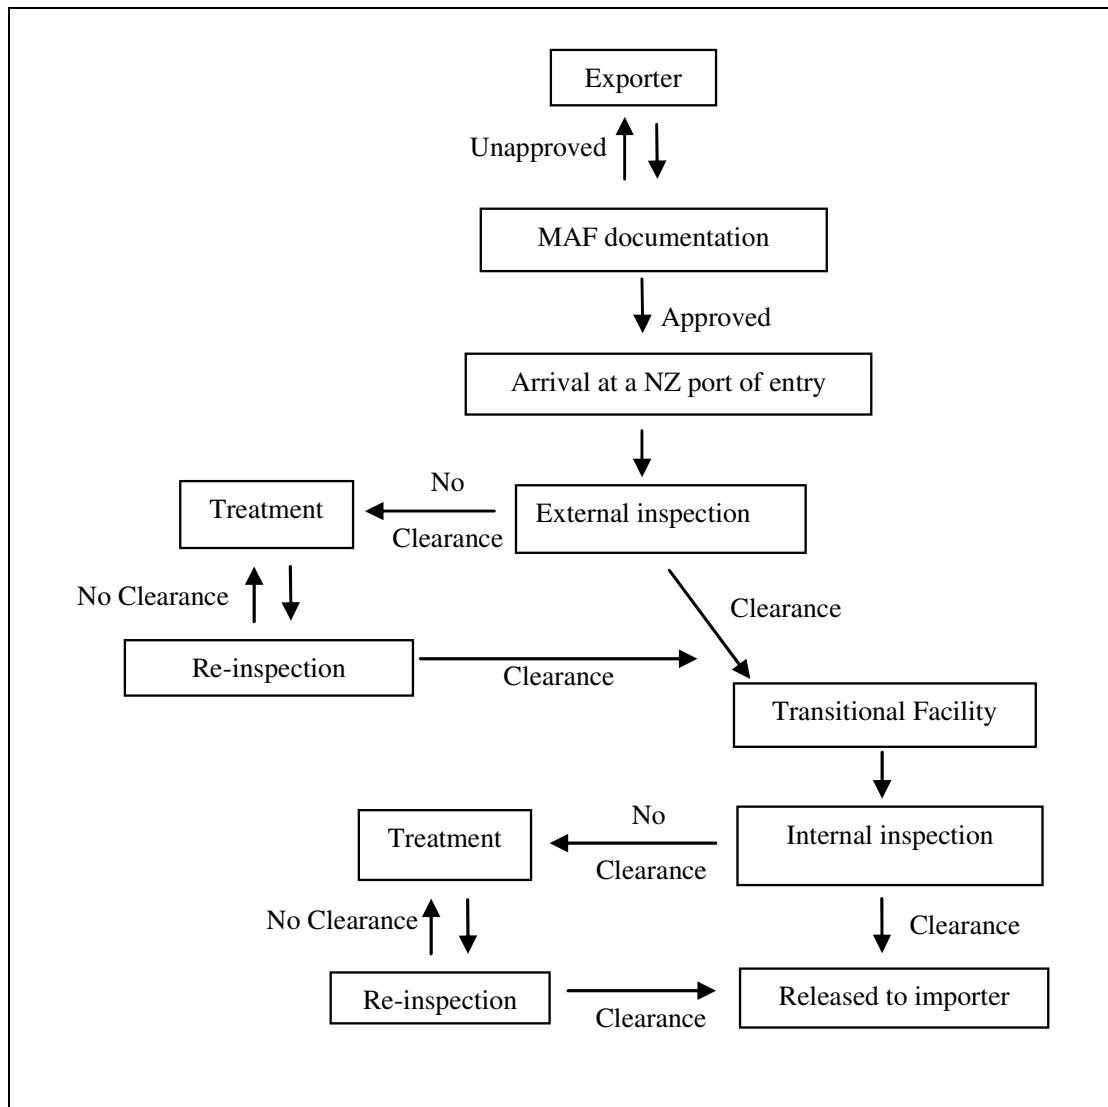 Exporter
Unapproved
MAF documentation
Approved
Arrival at a NZ port of entry
No
Clearance
Treatment
External inspection
No Clearance
Clearance
Re-inspection
Clearance
Transitional Facility
No
Clearance
Treatment
Internal inspection
No Clearance
Clearance
Re-inspection
Clearance
Released to importer